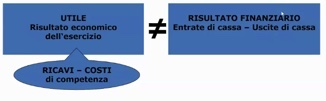 UTILE
Risultato economico
dell'esercizio
≠
RISULTATO FINANZIARIO
Entrate di cassa – Uscite di cassa
RICAVI – COSTI
di competenza